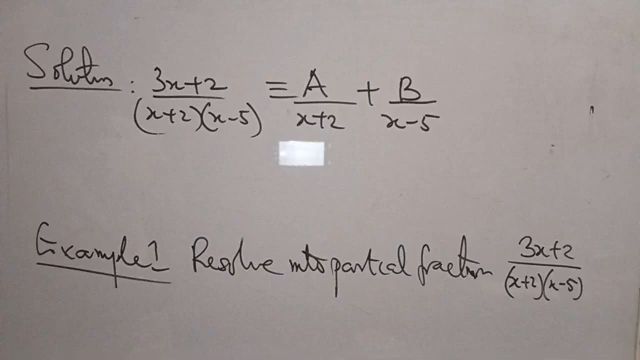 Solution: 3x+2/(x+2)(x-5) ≡ A/x+2 + B/x-5
Example 1 Resolve into partial fraction 3x+2/(x+2)(x-5)